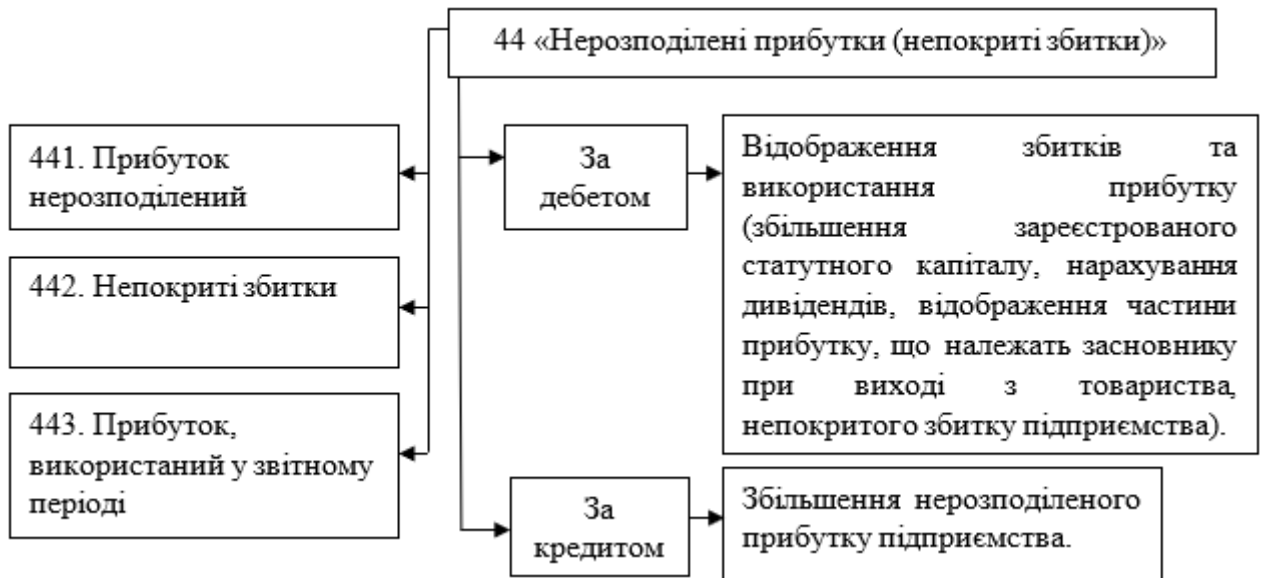 44 «Нерозподілені прибутки (непокриті збитки)»
441. Прибуток
нерозподілений
442. Непокриті збитки
443. Прибуток,
використаний у звітному
періоді
За
дебетом
Відображення збитків та
використання прибутку
(збільшення зареєстрованого
статутного капіталу, нарахування
дивідендів, відображення частини
прибутку, що належать засновнику
при виході з товариства,
непокритого збитку підприємства).
За
кредитом
Збільшення нерозподіленого
прибутку підприємства.